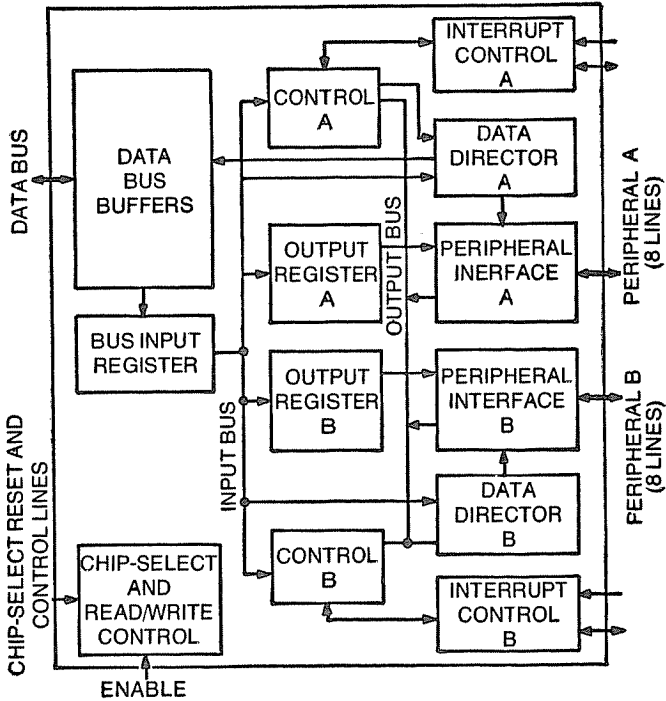 INTERRUPT
CONTROL
A
CONTROL
A
DATA
DIRECTOR
A
DATA
BUS
BUFFERS
DATA BUS
OUTPUT
REGISTER
A
OUTPUT BUS
PERIPHERAL
INERFACE
A
PERIPHERAL A
(8 LINES)
BUS INPUT
REGISTER
OUTPUT
REGISTER
B
PERIPHERAL
INTERFACE
B
PERIPHERAL B
(8 LINES)
INPUT BUS
DATA
DIRECTOR
B
CONTROL
B
CHIP-SELECT RESET AND
CONTROL LINES
CHIP-SELECT
AND
READ/WRITE
CONTROL
INTERRUPT
CONTROL
B
ENABLE